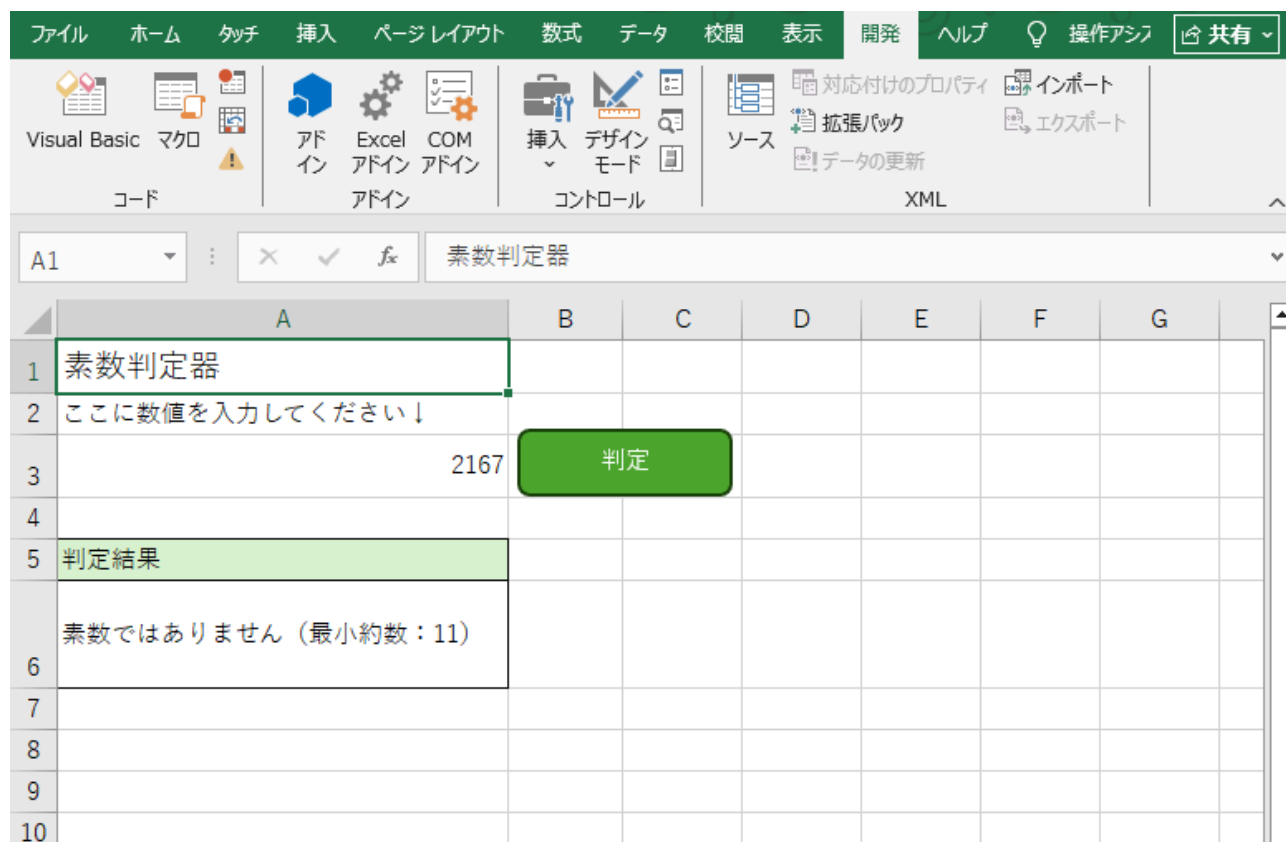 ファイル ホーム タッチ 挿入 ページ レイアウト 数式 データ 校閲 表示 開発 ヘルプ 操作アシス 共有
Visual Basic マクロ アド イン Excel アドイン COM アドイン 挿入 デザイン モード ソース 対応付けのプロパティ 拡張パック データの更新 インポート エクスポート
コード アドイン コントロール XML
A1 fx 素数判定器
A B C D E F G
1 素数判定器
2 ここに数値を入力してください↓
3 2167 判定
4
5 判定結果
6 素数ではありません（最小約数：11）
7
8
9
10